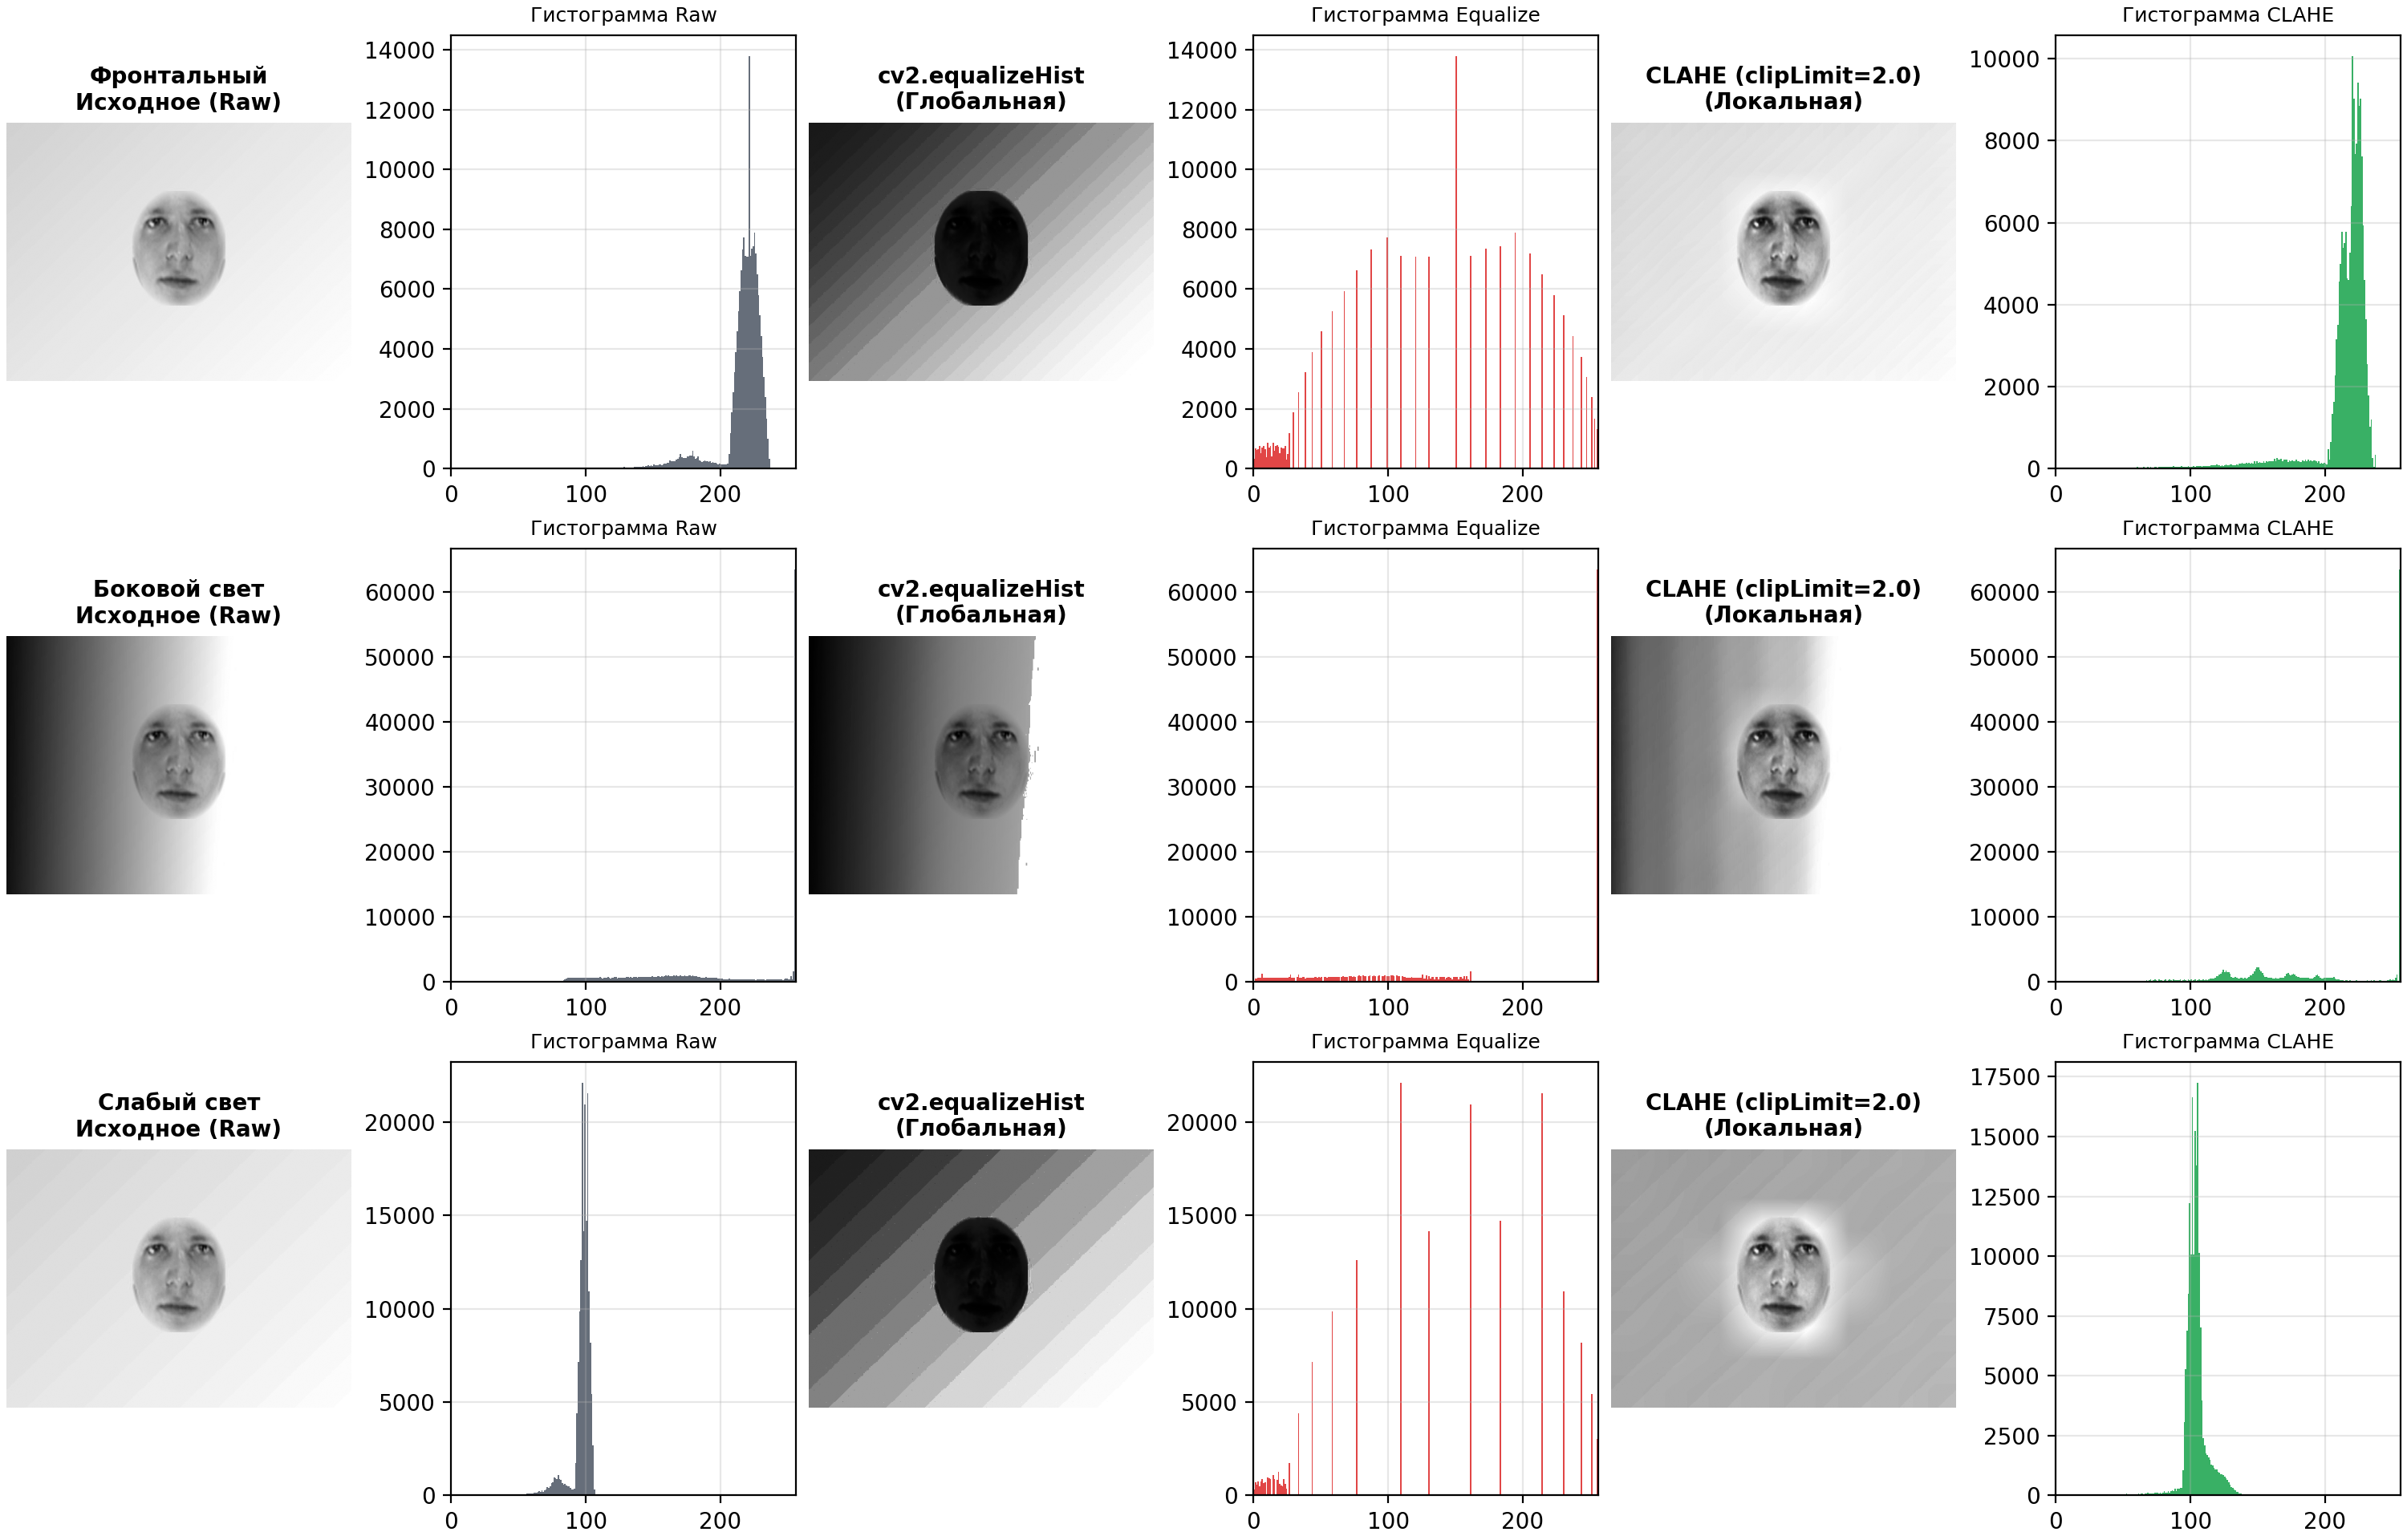 Гистограмма Raw
Гистограмма Equalize
Гистограмма CLAHE
Фронтальный
Исходное (Raw)
14000
12000
10000
8000
6000
4000
2000
0
0 100 200
cv2.equalizeHist
(Глобальная)
14000
12000
10000
8000
6000
4000
2000
0
0 100 200
CLAHE (clipLimit=2.0)
(Локальная)
10000
8000
6000
4000
2000
0
0 100 200
Гистограмма Raw
Гистограмма Equalize
Гистограмма CLAHE
Боковой свет
Исходное (Raw)
60000
50000
40000
30000
20000
10000
0
0 100 200
cv2.equalizeHist
(Глобальная)
60000
50000
40000
30000
20000
10000
0
0 100 200
CLAHE (clipLimit=2.0)
(Локальная)
60000
50000
40000
30000
20000
10000
0
0 100 200
Гистограмма Raw
Гистограмма Equalize
Гистограмма CLAHE
Слабый свет
Исходное (Raw)
20000
15000
10000
5000
0
0 100 200
cv2.equalizeHist
(Глобальная)
20000
15000
10000
5000
0
0 100 200
CLAHE (clipLimit=2.0)
(Локальная)
17500
15000
12500
10000
7500
5000
2500
0
0 100 200